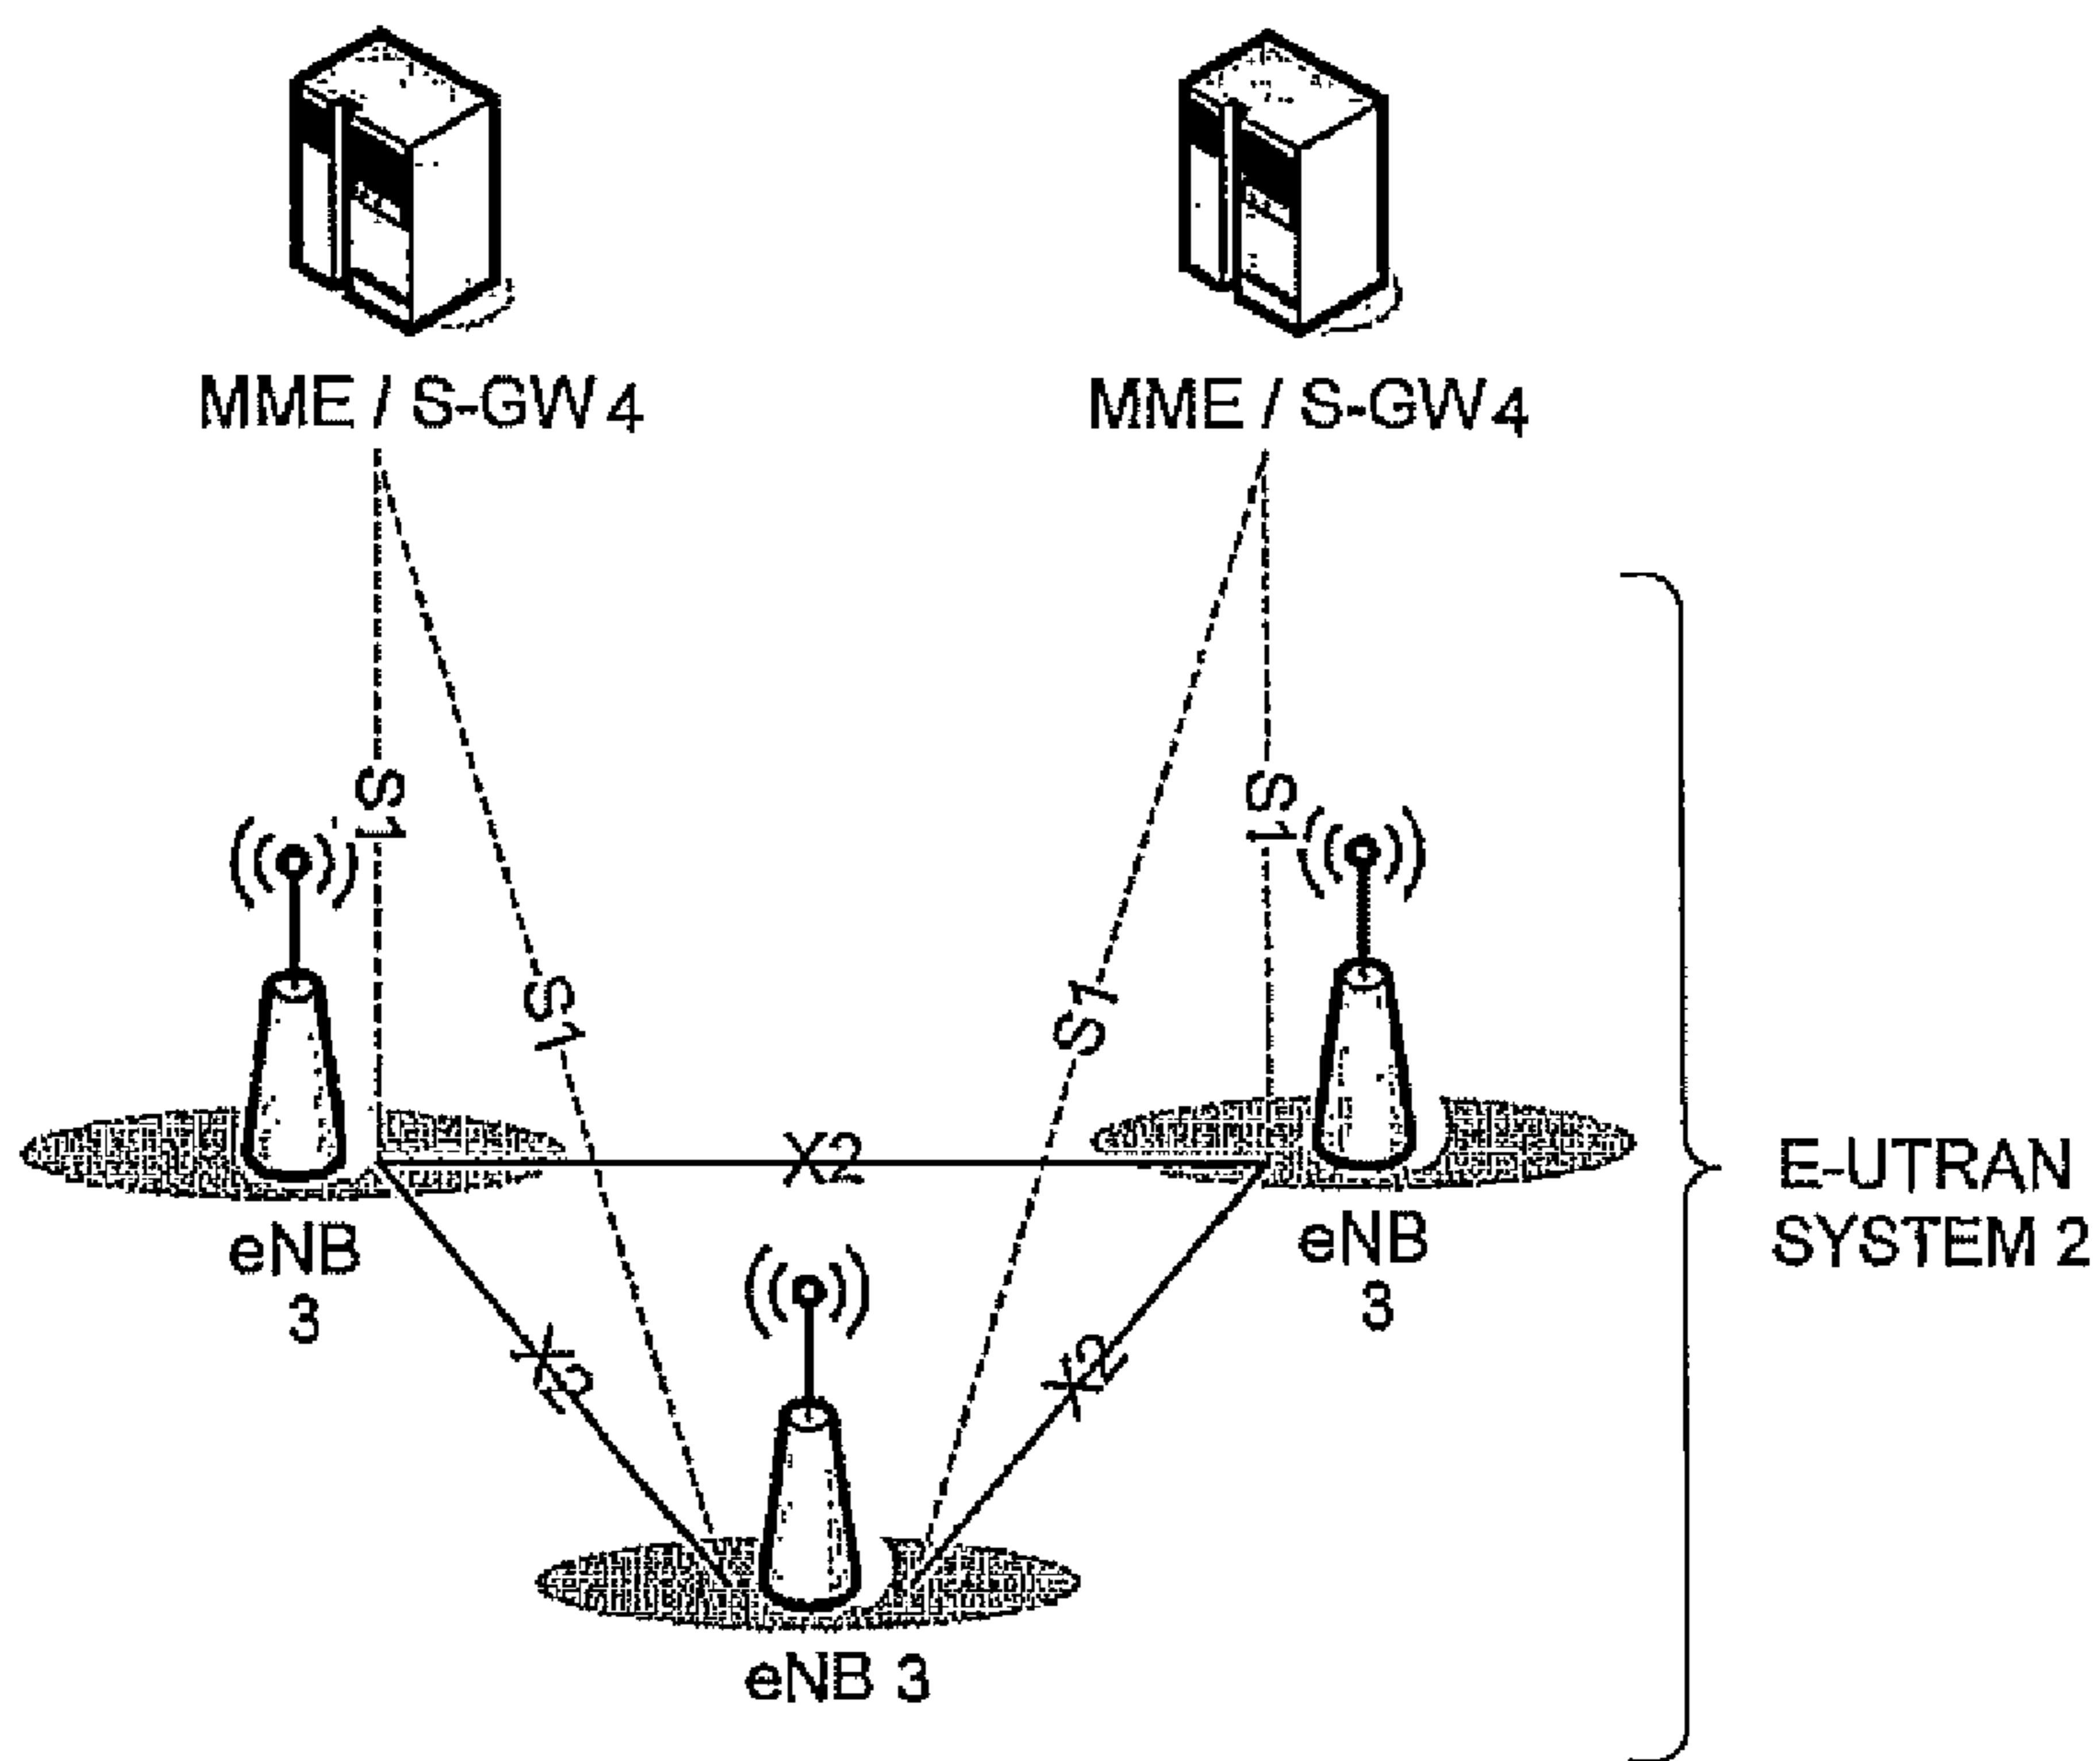 MME / S-GW 4
MME / S-GW 4
S1
S1
S1
S1
X2
eNB
3
eNB
3
E-UTRAN
SYSTEM 2
X2
X2
eNB 3